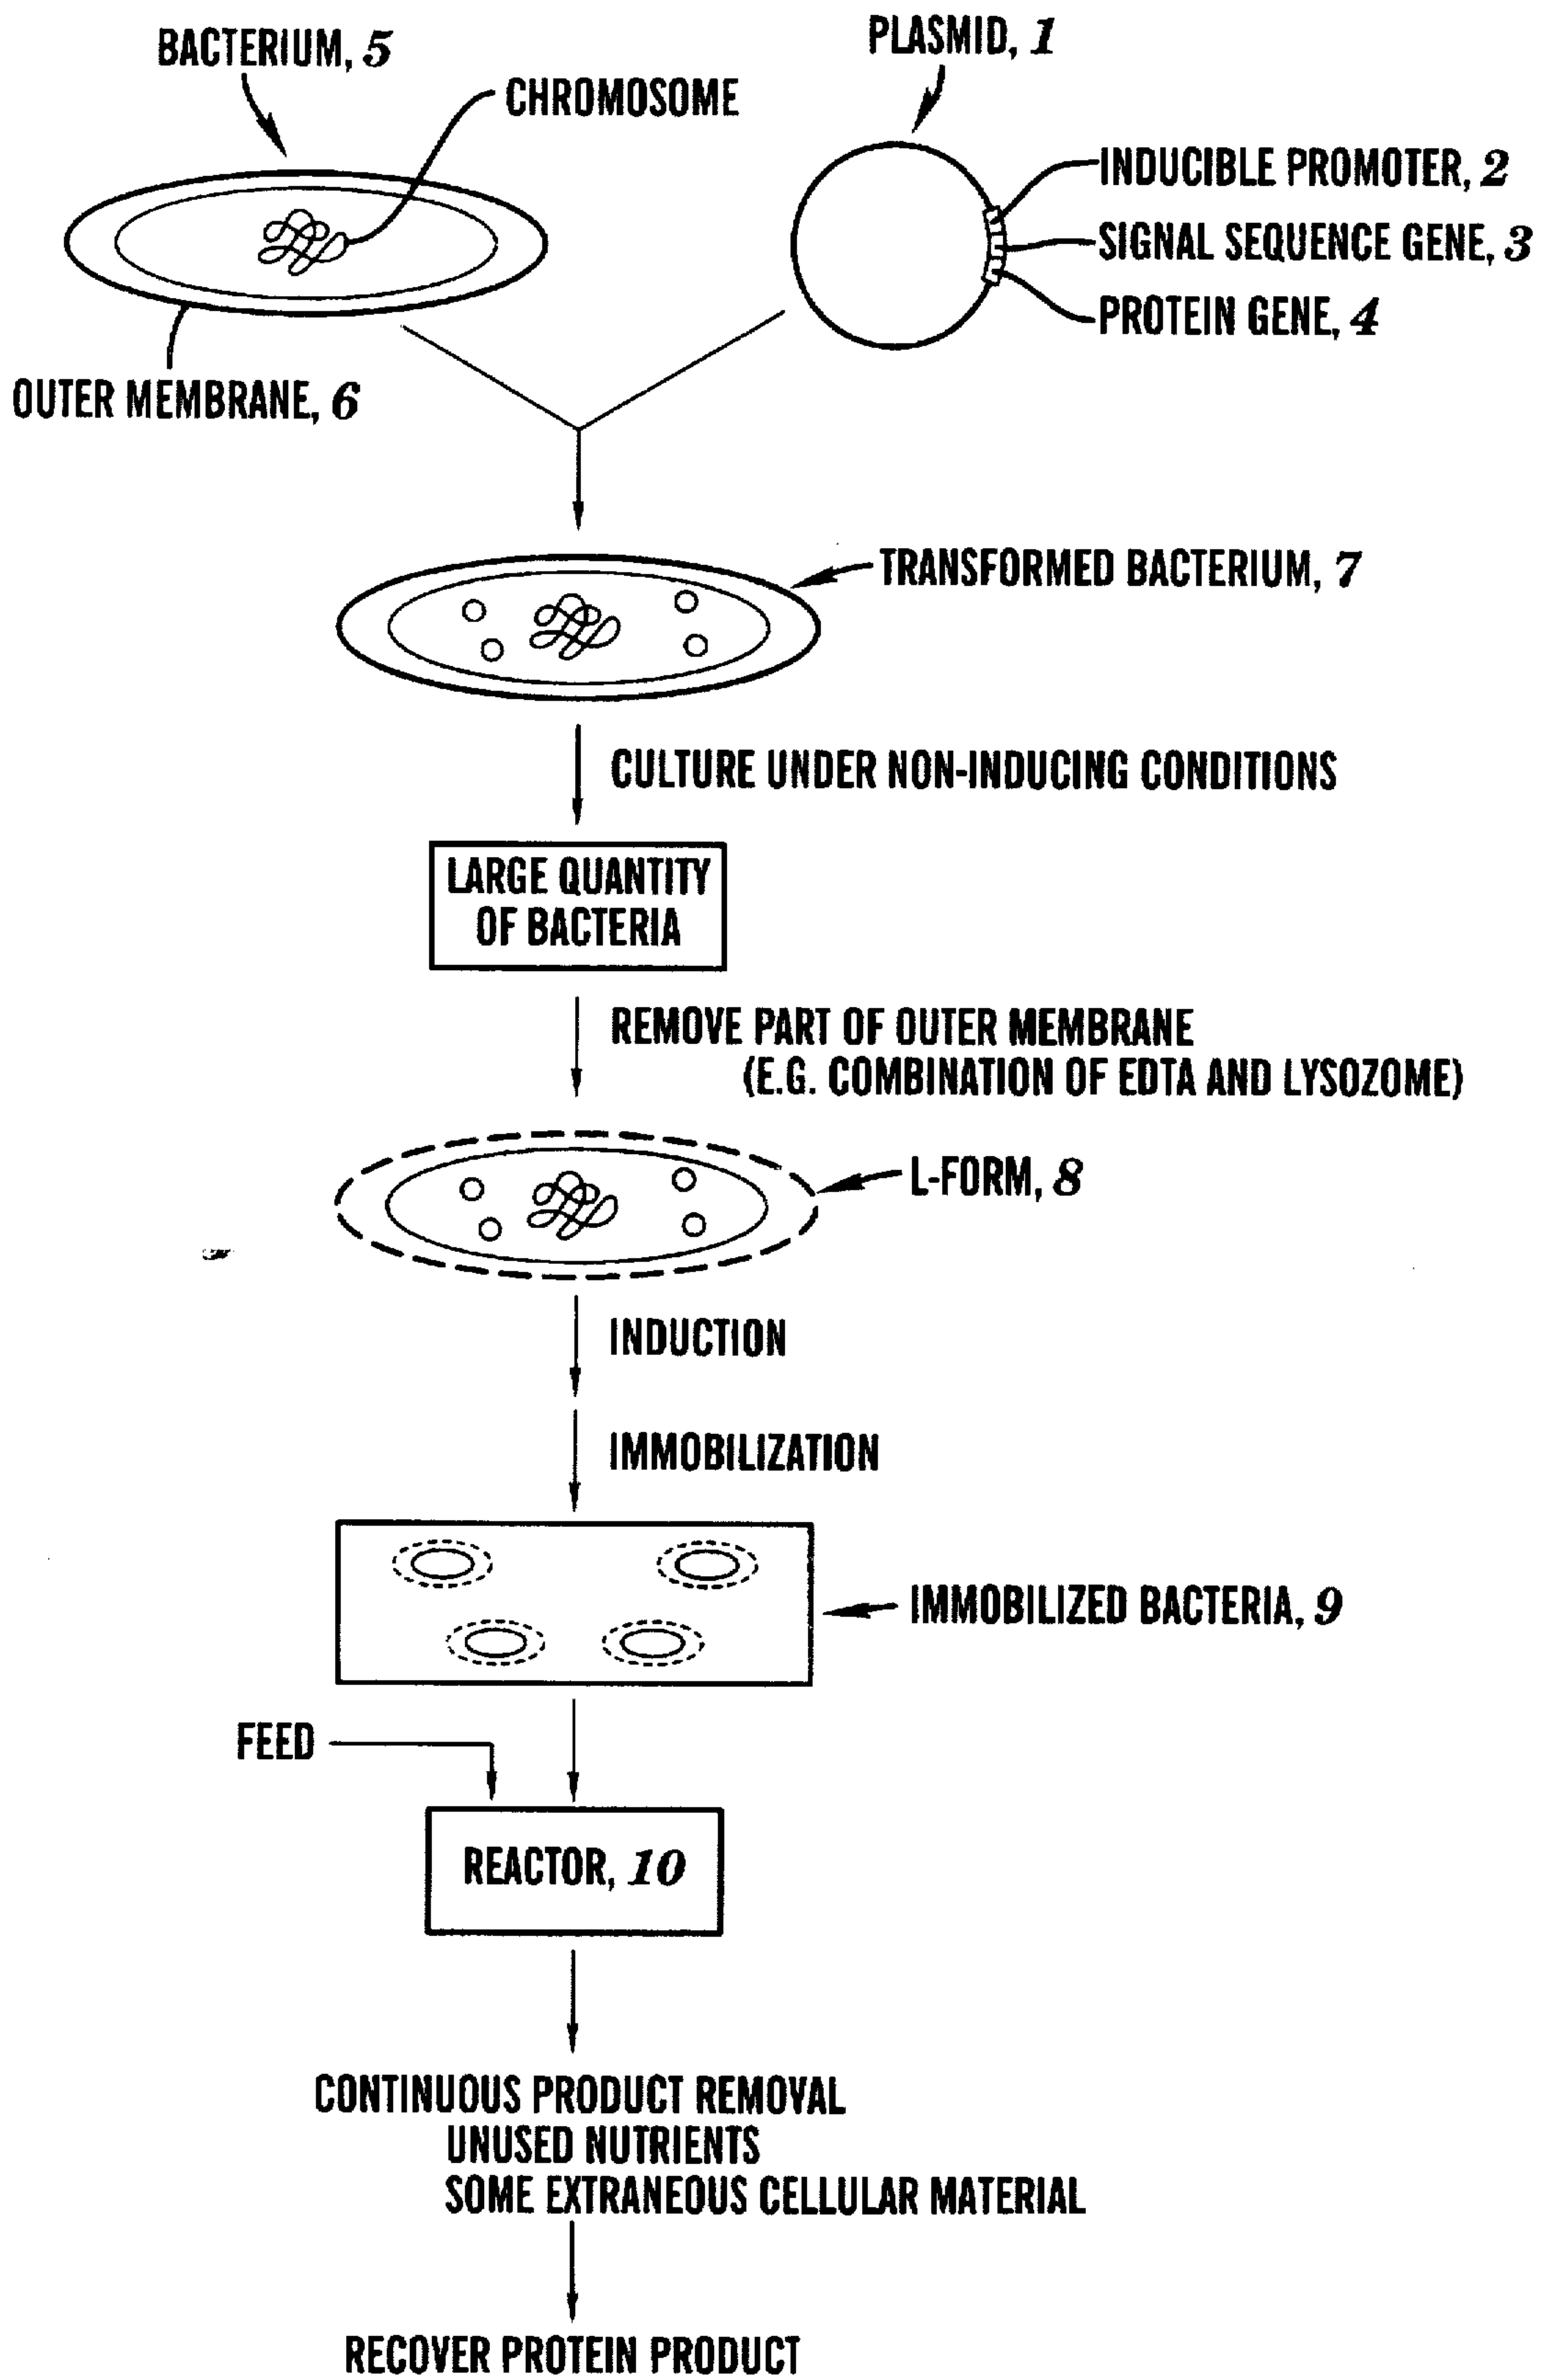 BACTERIUM, 5
PLASMID, 1
CHROMOSOME
INDUCIBLE PROMOTER, 2
SIGNAL SEQUENCE GENE, 3
PROTEIN GENE, 4
OUTER MEMBRANE, 6
TRANSFORMED BACTERIUM, 7
CULTURE UNDER NON-INDUCING CONDITIONS
LARGE QUANTITY
OF BACTERIA
REMOVE PART OF OUTER MEMBRANE
(E.G. COMBINATION OF EDTA AND LYSOZOME)
L-FORM, 8
INDUCTION
IMMOBILIZATION
IMMOBILIZED BACTERIA, 9
FEED
REACTOR, 10
CONTINUOUS PRODUCT REMOVAL
UNUSED NUTRIENTS
SOME EXTRANEOUS CELLULAR MATERIAL
RECOVER PROTEIN PRODUCT